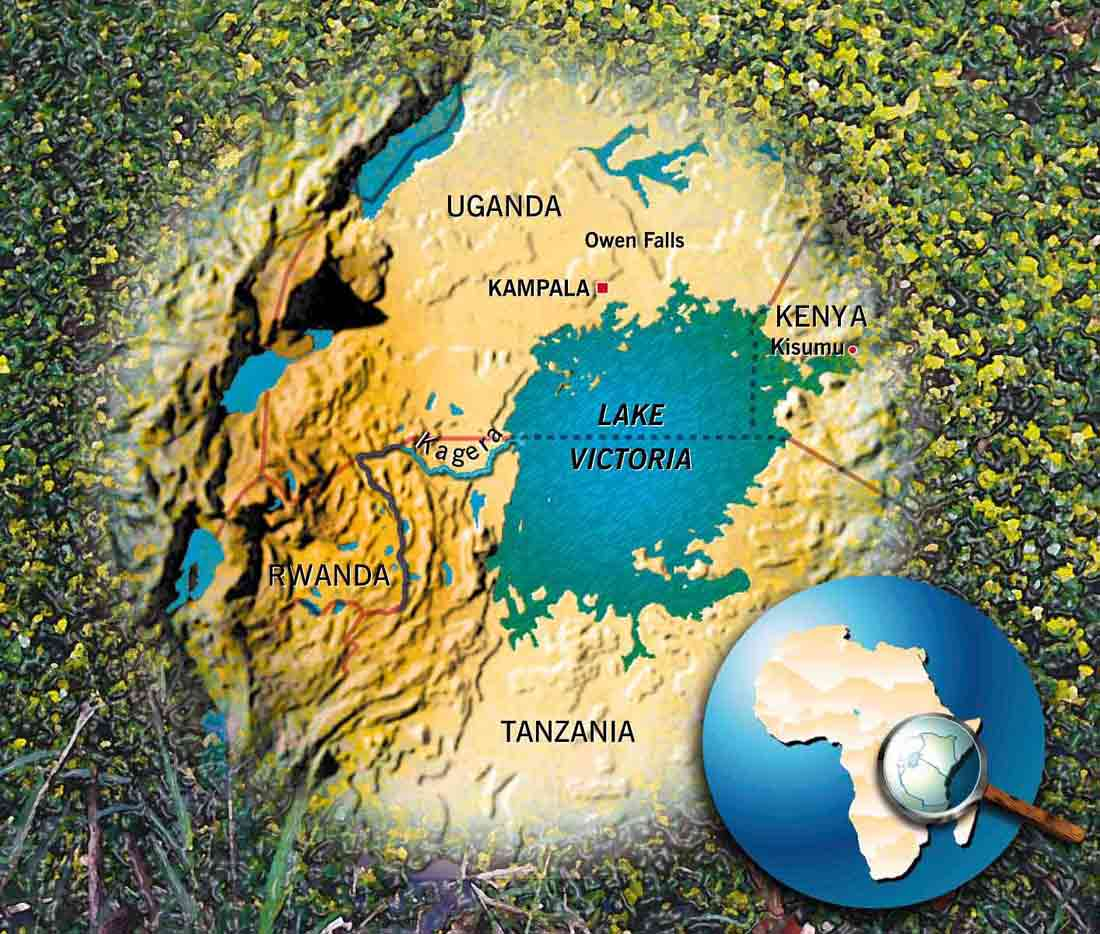 UGANDA
Owen Falls
KAMPALA
KENYA
Kisumu
LAKE
VICTORIA
Kagera
RWANDA
TANZANIA